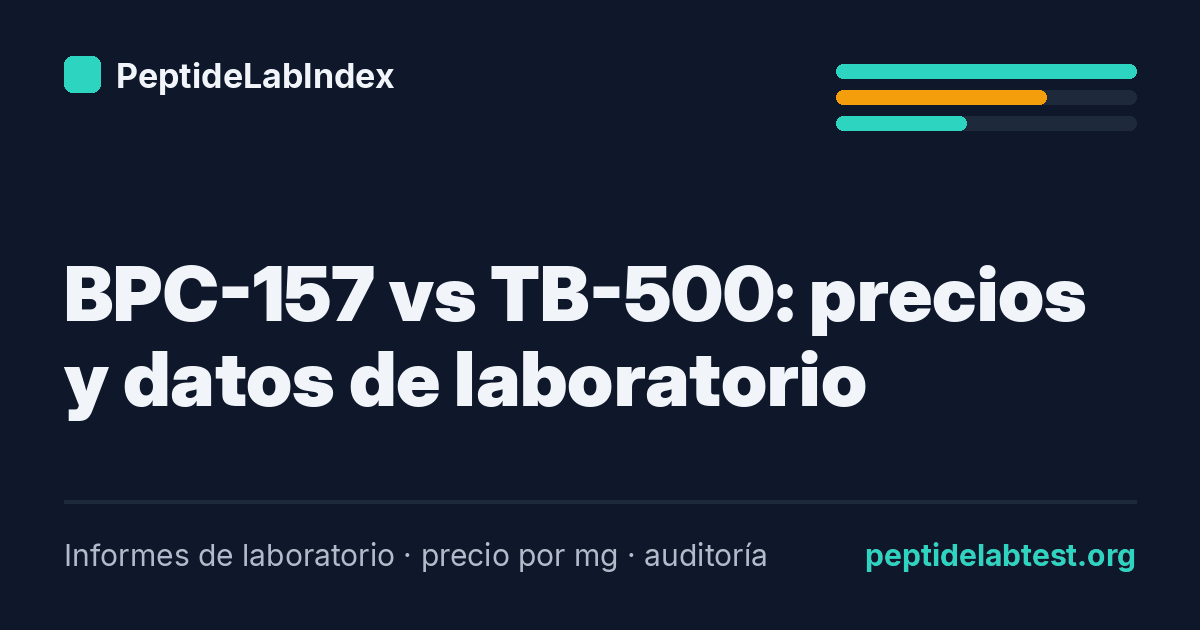 PeptideLabIndex
BPC-157 vs TB-500: precios
y datos de laboratorio
Informes de laboratorio · precio por mg · auditoría
peptidelabtest.org